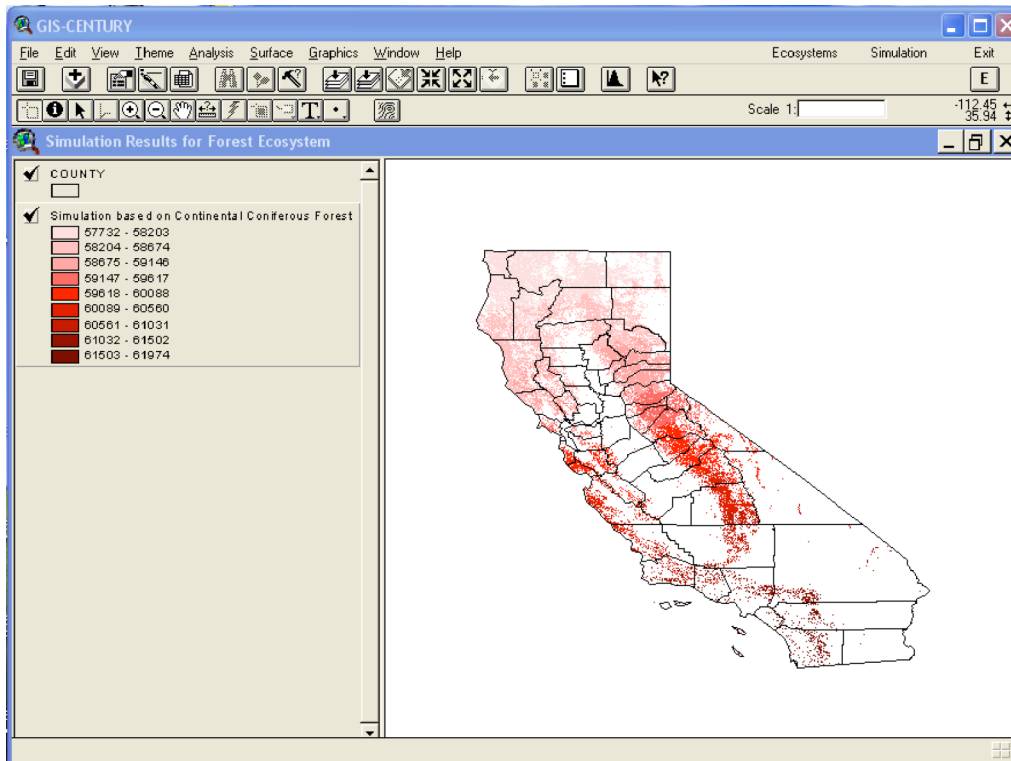 GIS-CENTURY
File Edit View Theme Analysis Surface Graphics Window Help Ecosystems Simulation Exit
E
T
Scale 1: -112.45
35.94
Simulation Results for Forest Ecosystem
COUNTY
Simulation based on Continental Coniferous Forest
57732 - 58203
58204 - 58674
58675 - 59146
59147 - 59617
59618 - 60088
60089 - 60560
60561 - 61031
61032 - 61502
61503 - 61974